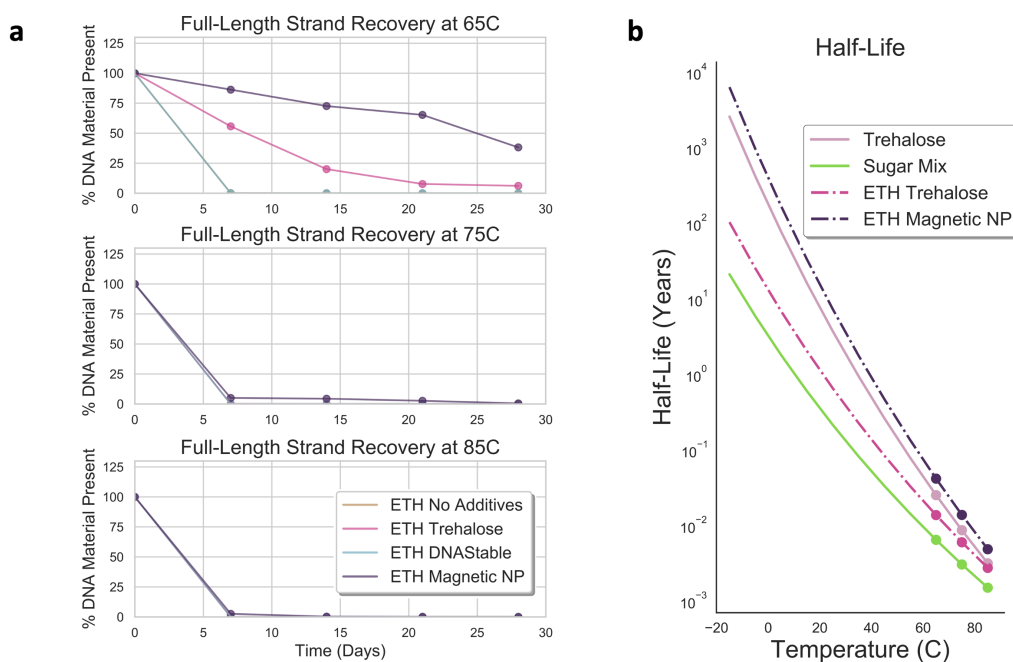 a
Full-Length Strand Recovery at 65C
% DNA Material Present
125
100
75
50
25
0
0 5 10 15 20 25 30
Full-Length Strand Recovery at 75C
% DNA Material Present
125
100
75
50
25
0
0 5 10 15 20 25 30
Full-Length Strand Recovery at 85C
% DNA Material Present
125
100
75
50
25
0
ETH No Additives
ETH Trehalose
ETH DNAStable
ETH Magnetic NP
0 5 10 15 20 25 30
Time (Days)
b
Half-Life
Half-Life (Years)
10⁴
10³
10²
10¹
10⁰
10⁻¹
10⁻²
10⁻³
Trehalose
Sugar Mix
ETH Trehalose
ETH Magnetic NP
−20 0 20 40 60 80
Temperature (C)